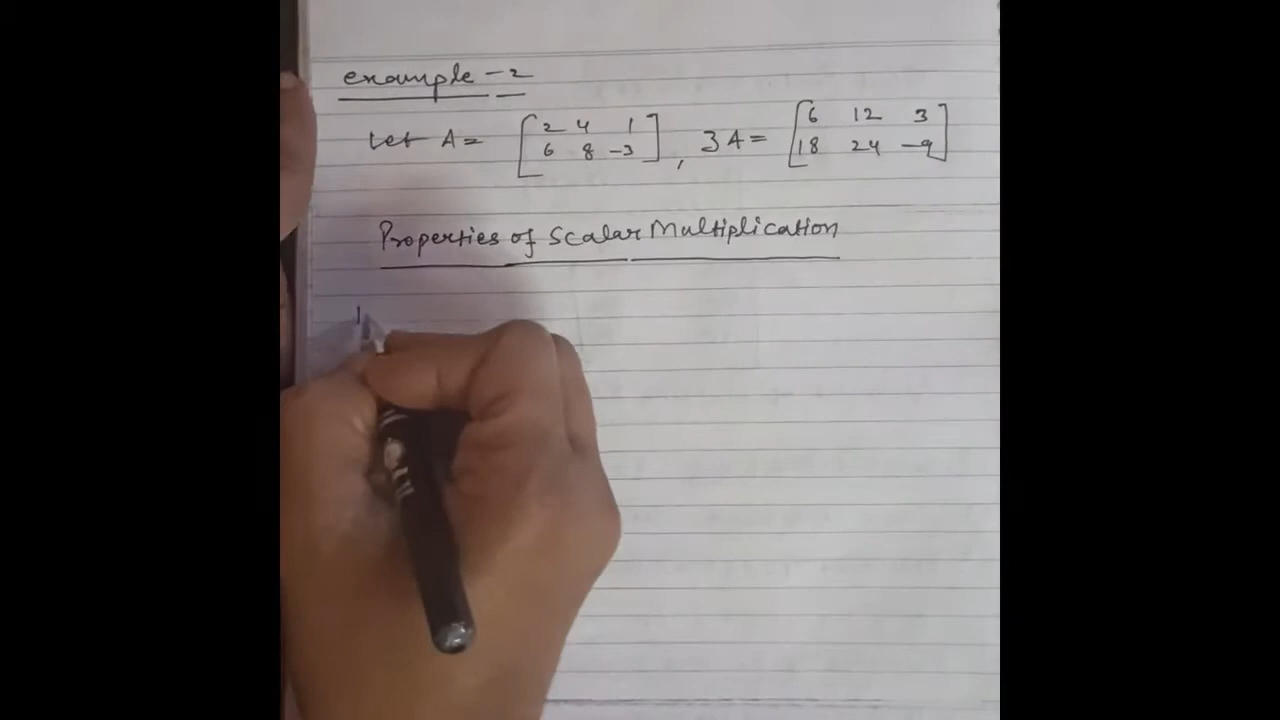 example - 2
Let A = [2 4 1
6 8 -3], 3A = [6 12 3
18 24 -9]
Properties of Scalar Multiplication
1